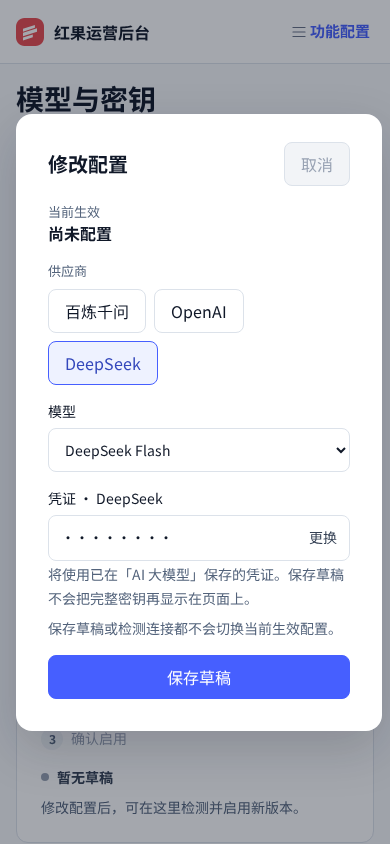 红果运营后台
功能配置
模型与密钥
修改配置
取消
当前生效
尚未配置
供应商
百炼千问
OpenAI
DeepSeek
模型
DeepSeek Flash
凭证 · DeepSeek
········
更换
将使用已在「AI 大模型」保存的凭证。保存草稿
不会把完整密钥再显示在页面上。
保存草稿或检测连接都不会切换当前生效配置。
保存草稿
3 确认启用
暂无草稿
修改配置后，可在这里检测并启用新版本。